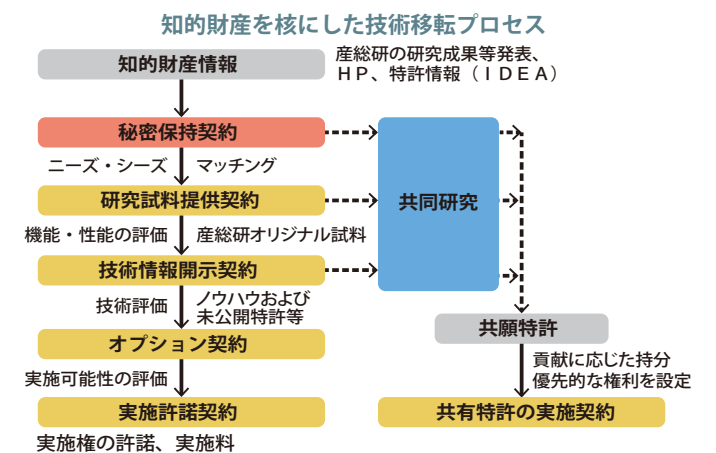 知的財産を核にした技術移転プロセス
知的財産情報
産総研の研究成果等発表、
ＨＰ、特許情報（ＩＤＥＡ）
秘密保持契約
ニーズ・シーズ
マッチング
研究試料提供契約
機能・性能の評価
産総研オリジナル試料
技術情報開示契約
技術評価
ノウハウおよび
未公開特許等
オプション契約
実施可能性の評価
実施許諾契約
実施権の許諾、実施料
共同研究
共願特許
貢献に応じた持分
優先的な権利を設定
共有特許の実施契約